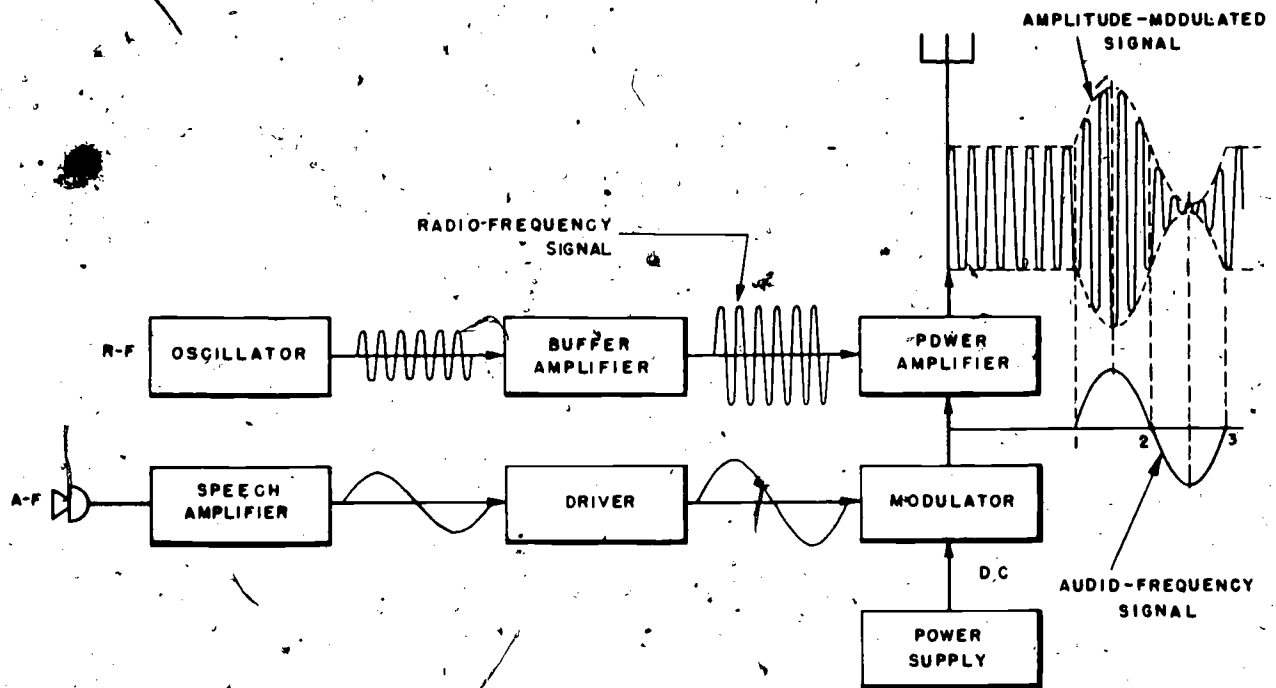 AMPLITUDE-MODULATED
SIGNAL
RADIO-FREQUENCY
SIGNAL
R-F
OSCILLATOR
BUFFER
AMPLIFIER
POWER
AMPLIFIER
2
3
A-F
SPEECH
AMPLIFIER
DRIVER
MODULATOR
DC
AUDIO-FREQUENCY
SIGNAL
POWER
SUPPLY